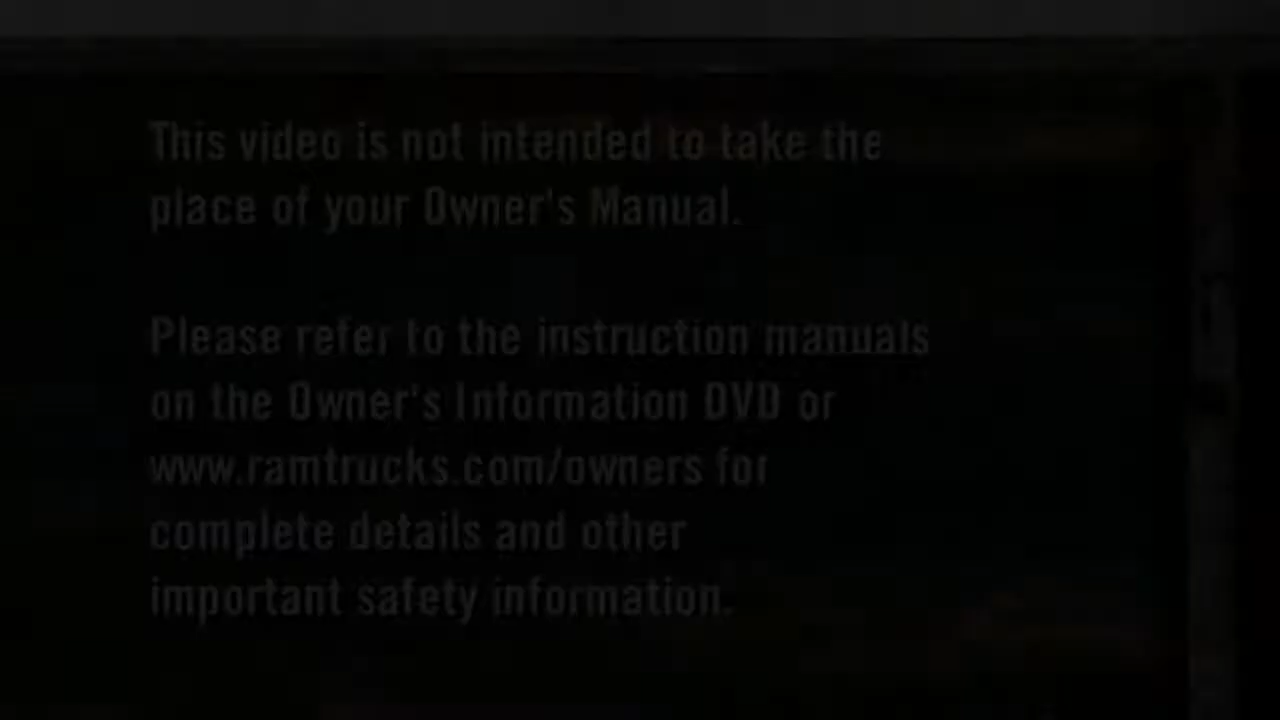 This video is not intended to take the
place of your Owner's Manual.
Please refer to the instruction manuals
on the Owner's Information DVD or
www.ramtrucks.com/owners for
complete details and other
important safety information.